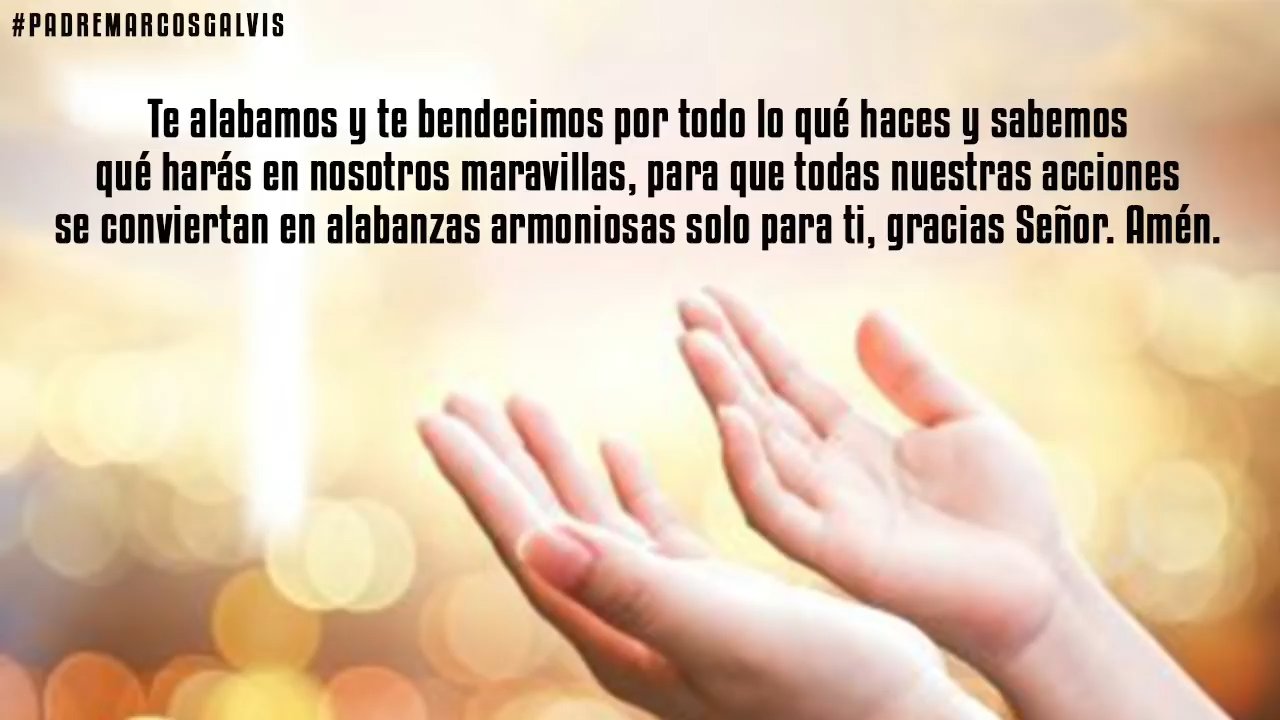 #PADREMARCOSGALVIS
Te alabamos y te bendecimos por todo lo qué haces y sabemos
qué harás en nosotros maravillas, para que todas nuestras acciones
se conviertan en alabanzas armoniosas solo para ti, gracias Señor. Amén.